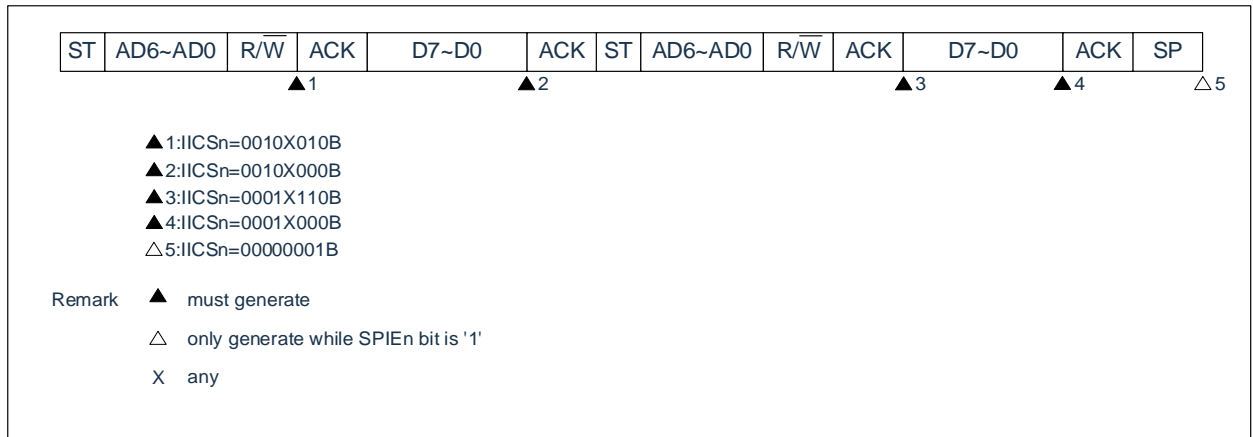 ST AD6~AD0 R/W̅ ACK D7~D0 ACK ST AD6~AD0 R/W̅ ACK D7~D0 ACK SP
▲1 ▲2 ▲3 ▲4 △5
▲1:IICSn=0010X010B
▲2:IICSn=0010X000B
▲3:IICSn=0001X110B
▲4:IICSn=0001X000B
△5:IICSn=00000001B
Remark ▲ must generate
△ only generate while SPIEn bit is '1'
X any